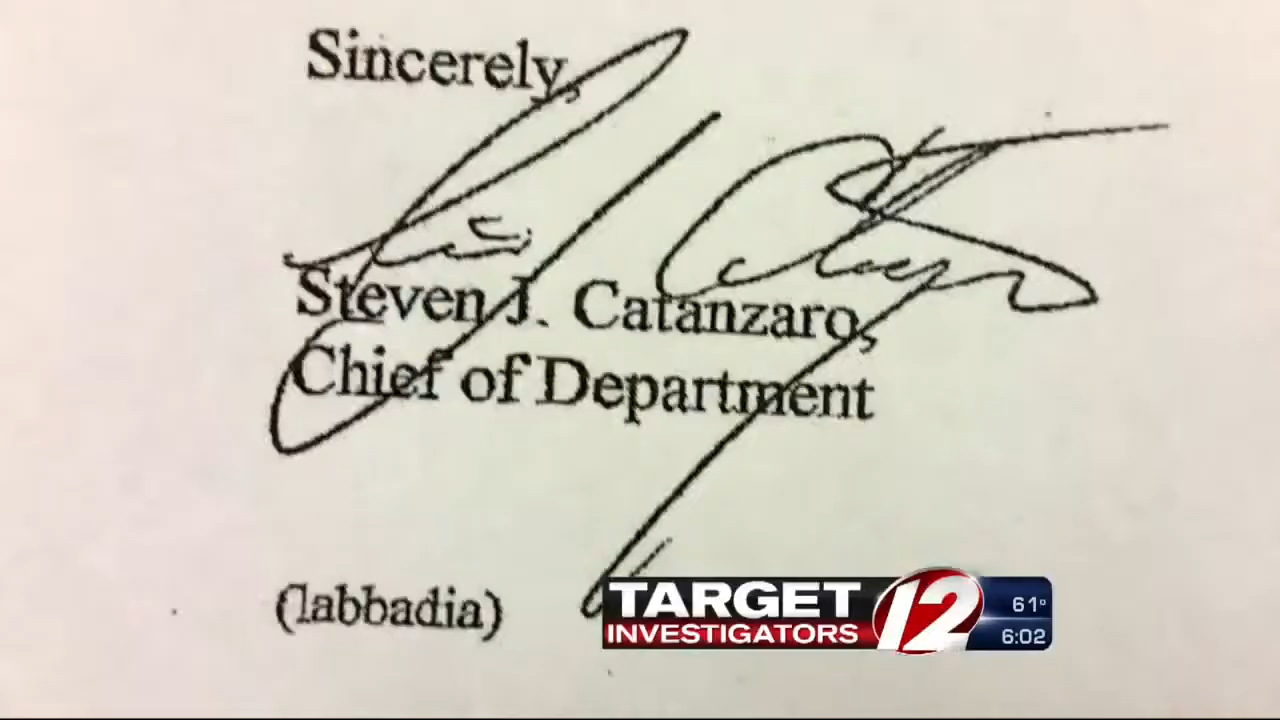 Sincerely,
Steven J. Catanzaro,
Chief of Department
(labbadia)
TARGET
INVESTIGATORS
12
61°
6:02